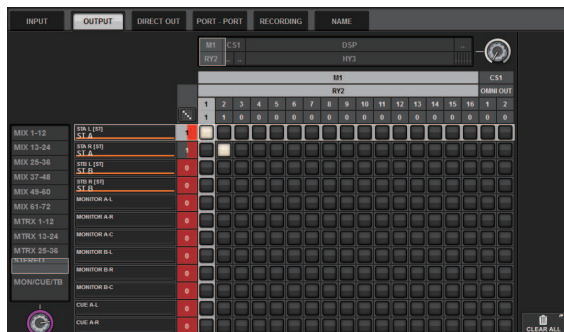 INPUT OUTPUT DIRECT OUT PORT - PORT RECORDING NAME
M1 CS1 DSP ...
RY2 ... ... HY3
M1 CS1
RY2 OMNI OUT
1 2 3 4 5 6 7 8 9 10 11 12 13 14 15 16 1 2
1 1 0 0 0 0 0 0 0 0 0 0 0 0 0 0 0 0
MIX 1-12
MIX 13-24
MIX 25-36
MIX 37-48
MIX 49-60
MIX 61-72
MTRX 1-12
MTRX 13-24
MTRX 25-36
STEREO
MON/CUE/TB
STA L [ST]
ST A 1
STA R [ST]
ST A 1
STB L [ST]
ST B 0
STB R [ST]
ST B 0
MONITOR A-L 0
MONITOR A-R 0
MONITOR A-C 0
MONITOR B-L 0
MONITOR B-R 0
MONITOR B-C 0
CUE A-L 0
CUE A-R 0
CLEAR ALL